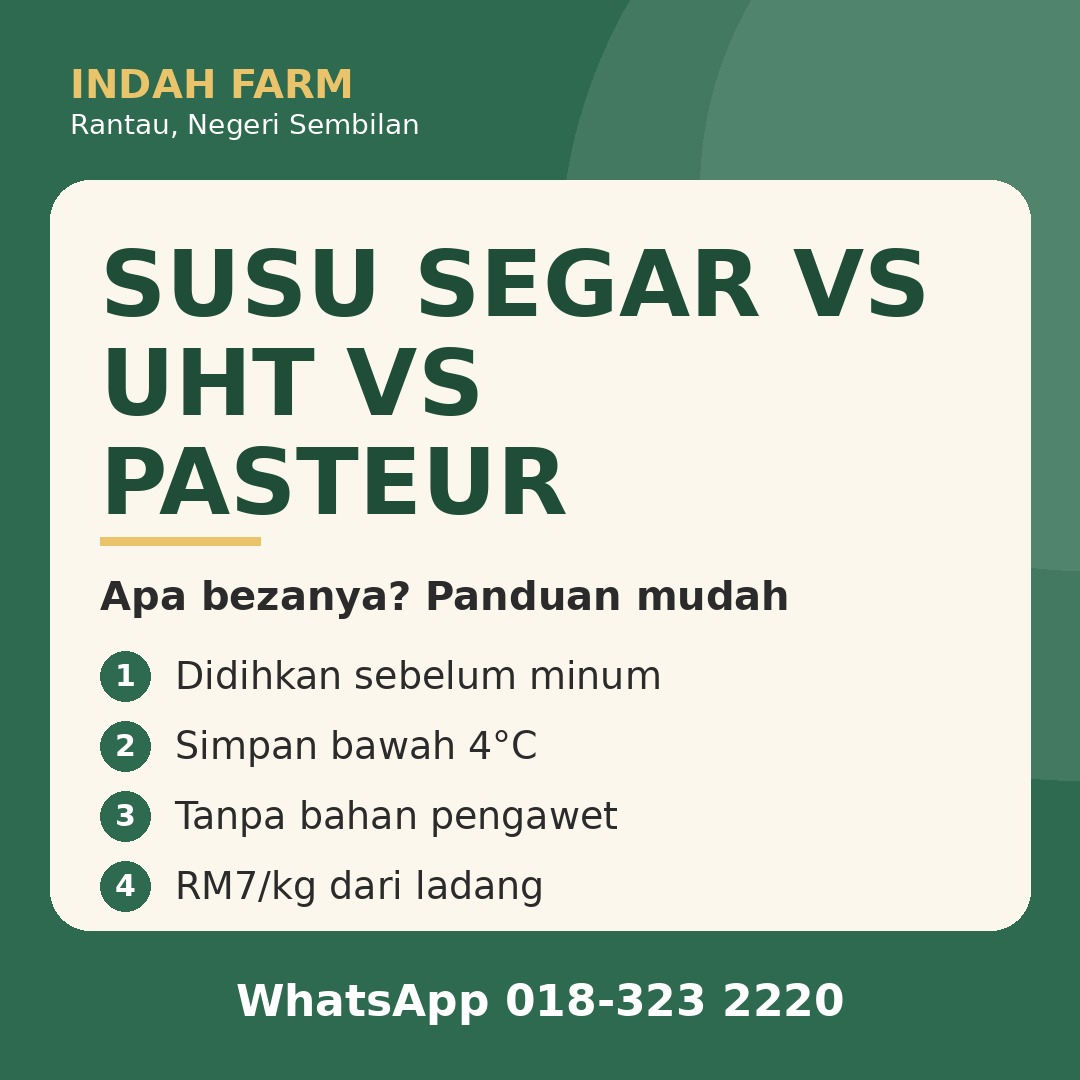 INDAH FARM
Rantau, Negeri Sembilan
SUSU SEGAR VS
UHT VS
PASTEUR
Apa bezanya? Panduan mudah
1 Didihkan sebelum minum
2 Simpan bawah 4°C
3 Tanpa bahan pengawet
4 RM7/kg dari ladang
WhatsApp 018-323 2220